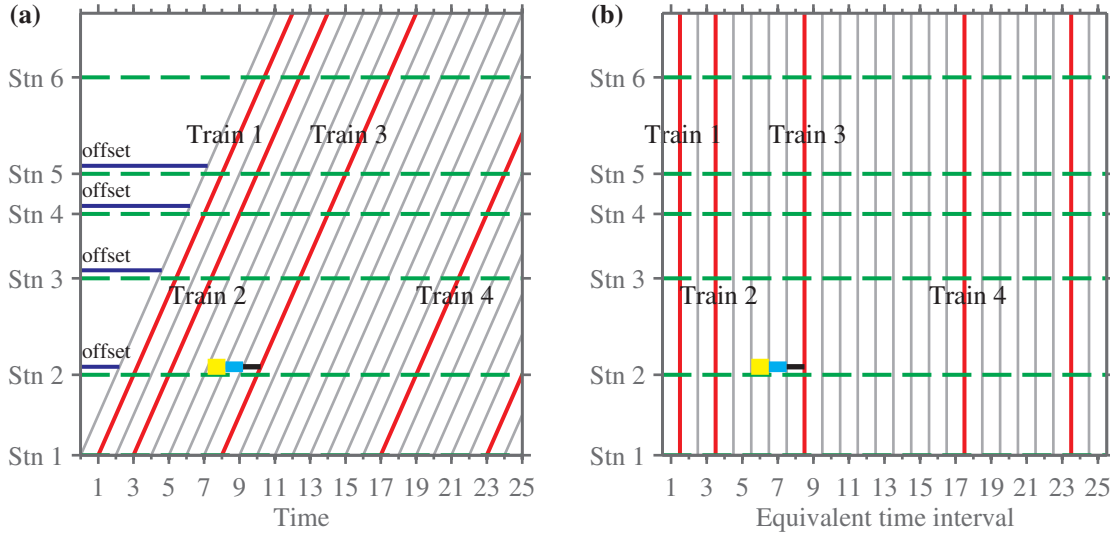 (a)
Stn 6
Train 1
Train 3
offset
Stn 5
offset
Stn 4
offset
Stn 3
Train 2
Train 4
offset
Stn 2
Stn 1
1 3 5 7 9 11 13 15 17 19 21 23 25
Time
(b)
Stn 6
Train 1
Train 3
Stn 5
Stn 4
Stn 3
Train 2
Train 4
Stn 2
Stn 1
1 3 5 7 9 11 13 15 17 19 21 23 25
Equivalent time interval